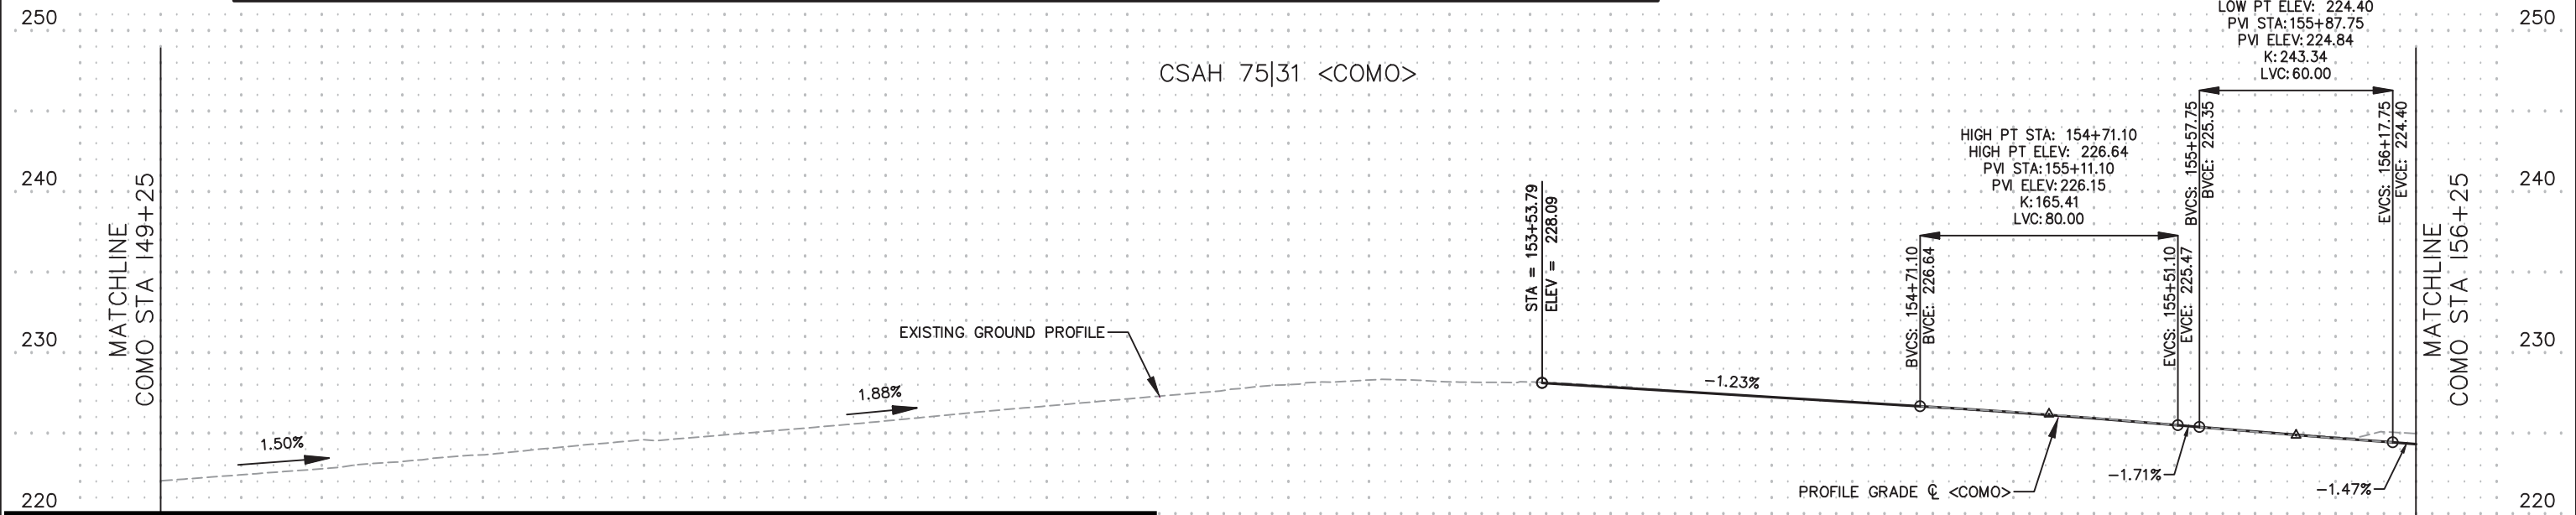 250
240
230
220
MATCHLINE
COMO STA 149+25
CSAH 75|31 <COMO>
1.50%
1.88%
EXISTING GROUND PROFILE
STA = 153+53.79
ELEV = 228.09
-1.23%
HIGH PT STA: 154+71.10
HIGH PT ELEV: 226.64
PVI STA:155+11.10
PVI ELEV:226.15
K:165.41
LVC:80.00
BVCS: 154+71.10
BVCE: 226.64
EVCS: 155+51.10
EVCE: 225.47
PROFILE GRADE ℄ <COMO>
-1.71%
LOW PT ELEV: 224.40
PVI STA:155+87.75
PVI ELEV:224.84
K:243.34
LVC:60.00
BVCS: 155+57.75
BVCE: 225.35
EVCS: 156+17.75
EVCE: 224.40
-1.47%
MATCHLINE
COMO STA 156+25
250
240
230
220